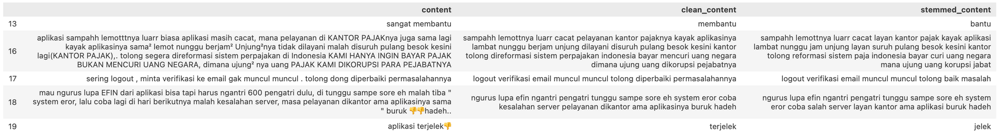 content clean_content stemmed_content
13 sangat membantu membantu bantu
16
aplikasi sampahh lemotttnya luarr biasa aplikasi masih cacat, mana pelayanan di KANTOR PAJAKnya juga sama lagi
kayak aplikasinya sama² lemot nunggu berjam² Unjung²nya tidak dilayani malah disuruh pulang besok kesini
lagi(KANTOR PAJAK),. tolong segera direformasi sistem perpajakan di Indonesia KAMI HANYA INGIN BAYAR PAJAK
BUKAN MENCURI UANG NEGARA, dimana ujung² nya uang PAJAK KAMI DIKORUPSI PARA PEJABATNYA
sampahh lemottnya luarr cacat pelayanan kantor pajaknya kayak aplikasinya
lambat nunggu berjam unjung dilayani disuruh pulang besok kesini kantor
tolong direformasi sistem perpajakan indonesia bayar mencuri uang negara
dimana ujung uang dikorupsi pejabatnya
sampahh lemottnya luarr cacat layan kantor pajak kayak aplikasi
lambat nunggu jam unjung layan suruh pulang besok kesini kantor
tolong reformasi sistem paja indonesia bayar curi uang negara
mana ujung uang korupsi jabat
17 sering logout , minta verifikasi ke email gak muncul muncul . tolong dong diperbaiki permasalahannya logout verifikasi email muncul muncul tolong diperbaiki permasalahannya logout verifikasi email muncul muncul tolong baik masalah
18
mau ngurus lupa EFIN dari aplikasi bisa tapi harus ngantri 600 pengatri dulu, di tunggu sampe sore eh malah tiba "
system eror, lalu coba lagi di hari berikutnya malah kesalahan server, masa pelayanan dikantor ama aplikasinya sama
" buruk 👎👎hadeh..
ngurus lupa efin ngantri pengatri tunggu sampe sore eh system eror coba
kesalahan server pelayanan dikantor ama aplikasinya buruk hadeh
ngurus lupa efin ngantri pengatri tunggu sampe sore eh system
eror coba salah server layan kantor ama aplikasi buruk hadeh
19 aplikasi terjelek👎 terjelek jelek